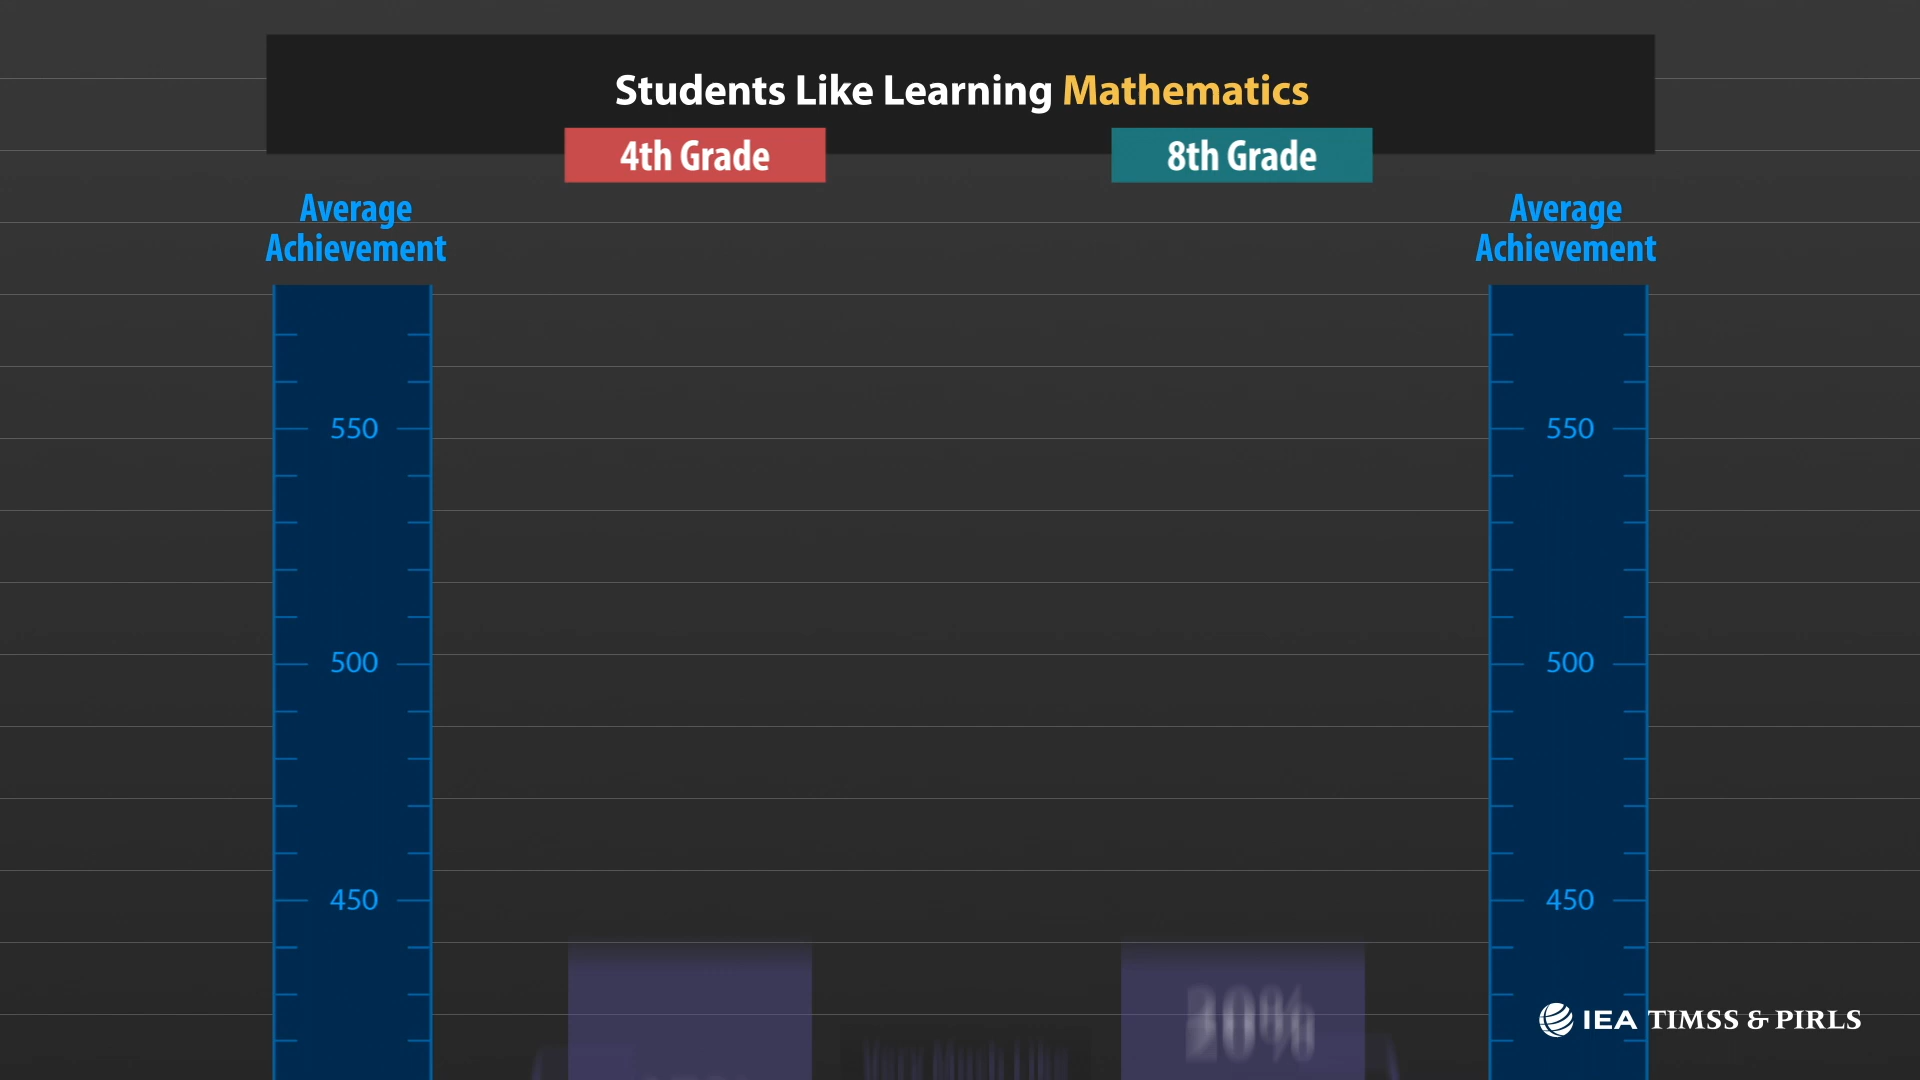 Students Like Learning Mathematics
4th Grade
8th Grade
Average
Achievement
Average
Achievement
550
500
450
550
500
450
IEA TIMSS & PIRLS